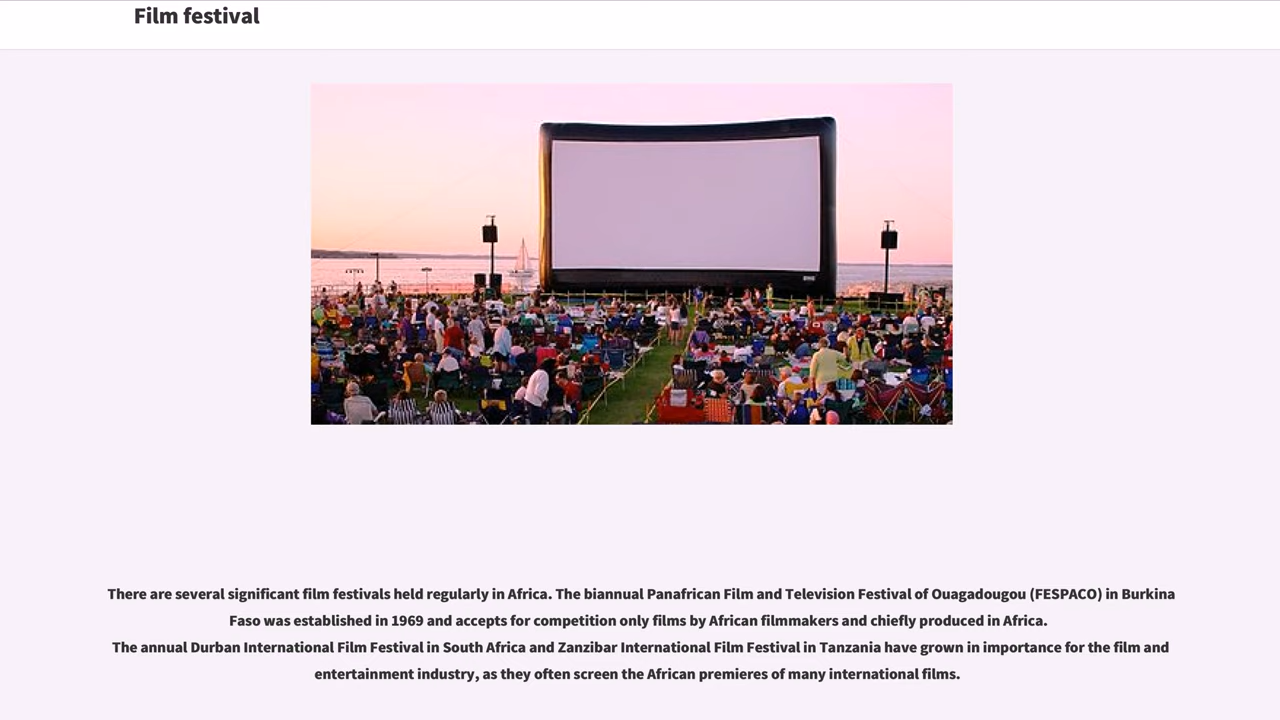 Film festival
There are several significant film festivals held regularly in Africa. The biannual Panafrican Film and Television Festival of Ouagadougou (FESPACO) in Burkina
Faso was established in 1969 and accepts for competition only films by African filmmakers and chiefly produced in Africa.
The annual Durban International Film Festival in South Africa and Zanzibar International Film Festival in Tanzania have grown in importance for the film and
entertainment industry, as they often screen the African premieres of many international films.